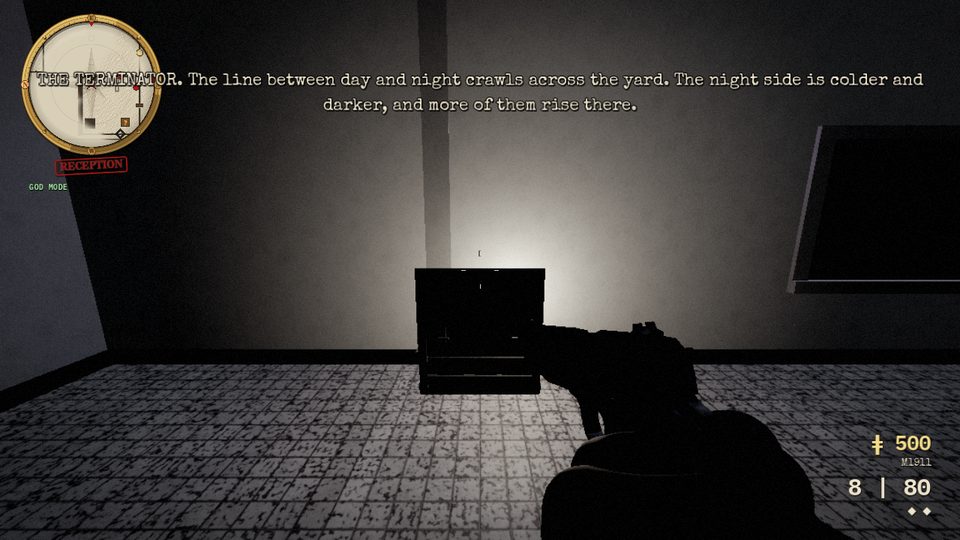 THE TERMINATOR. The line between day and night crawls across the yard. The night side is colder and
darker, and more of them rise there.
RECEPTION
GOD MODE
500
M1911
8 | 80